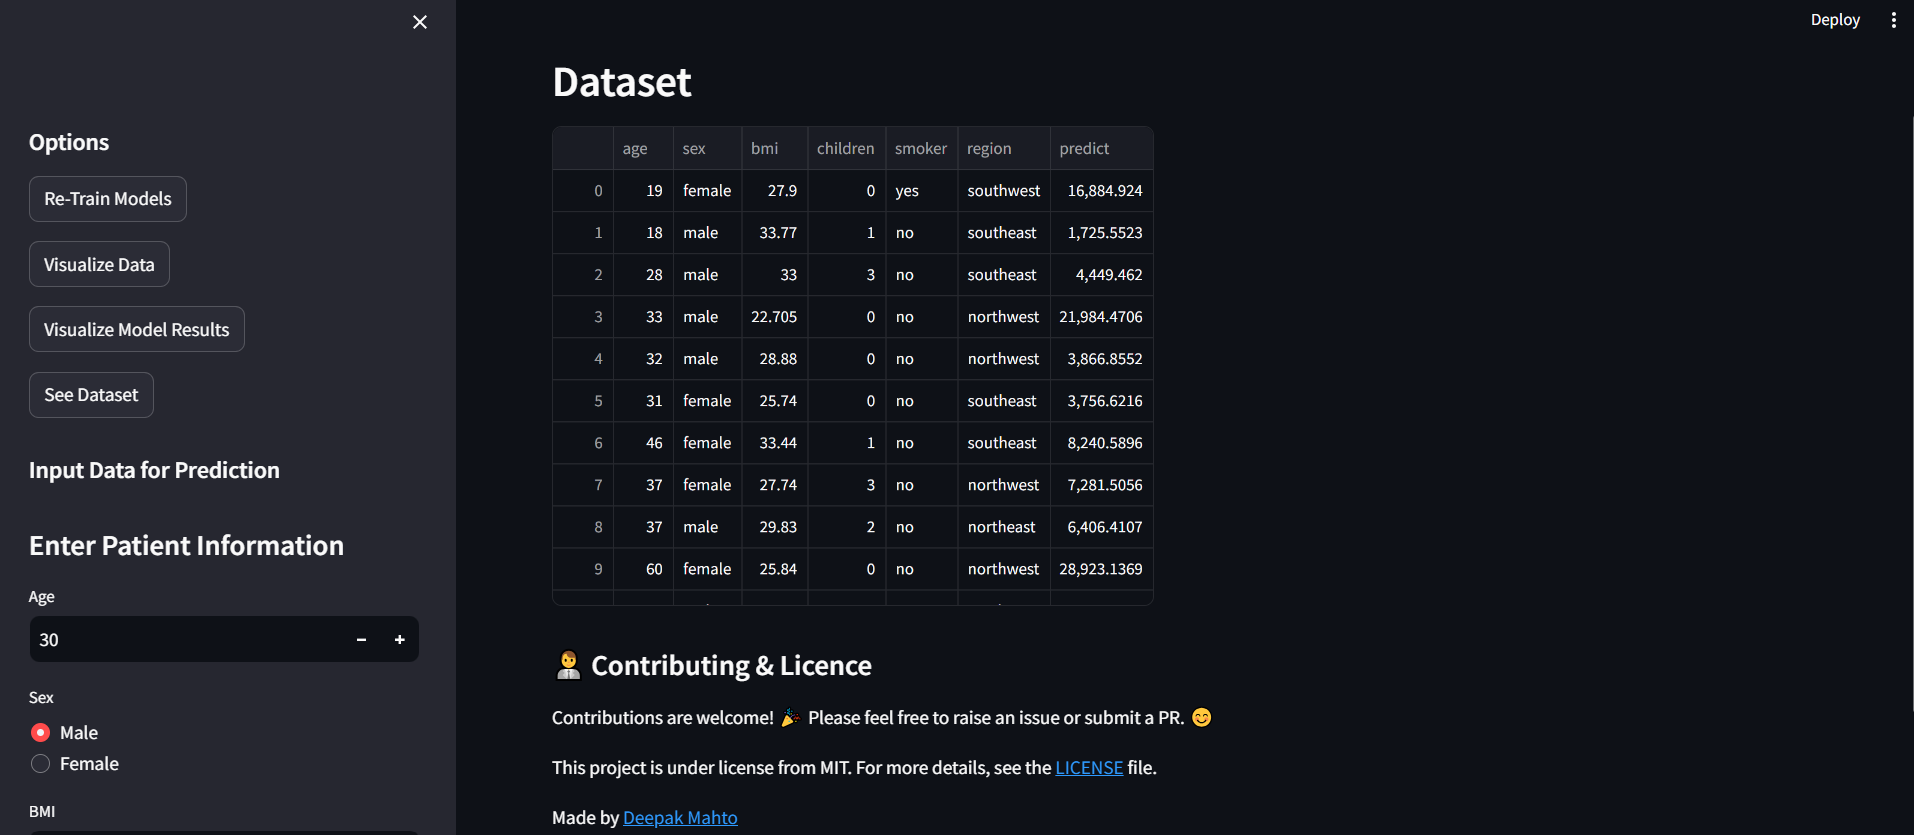 Deploy
Options
Re-Train Models
Visualize Data
Visualize Model Results
See Dataset
Input Data for Prediction
Enter Patient Information
Age
30
Sex
Male
Female
BMI
Dataset
age sex bmi children smoker region predict
0 19 female 27.9 0 yes southwest 16,884.924
1 18 male 33.77 1 no southeast 1,725.5523
2 28 male 33 3 no southeast 4,449.462
3 33 male 22.705 0 no northwest 21,984.4706
4 32 male 28.88 0 no northwest 3,866.8552
5 31 female 25.74 0 no southeast 3,756.6216
6 46 female 33.44 1 no southeast 8,240.5896
7 37 female 27.74 3 no northwest 7,281.5056
8 37 male 29.83 2 no northeast 6,406.4107
9 60 female 25.84 0 no northwest 28,923.1369
Contributing & Licence
Contributions are welcome! 🎉 Please feel free to raise an issue or submit a PR. 😊
This project is under license from MIT. For more details, see the LICENSE file.
Made by Deepak Mahto